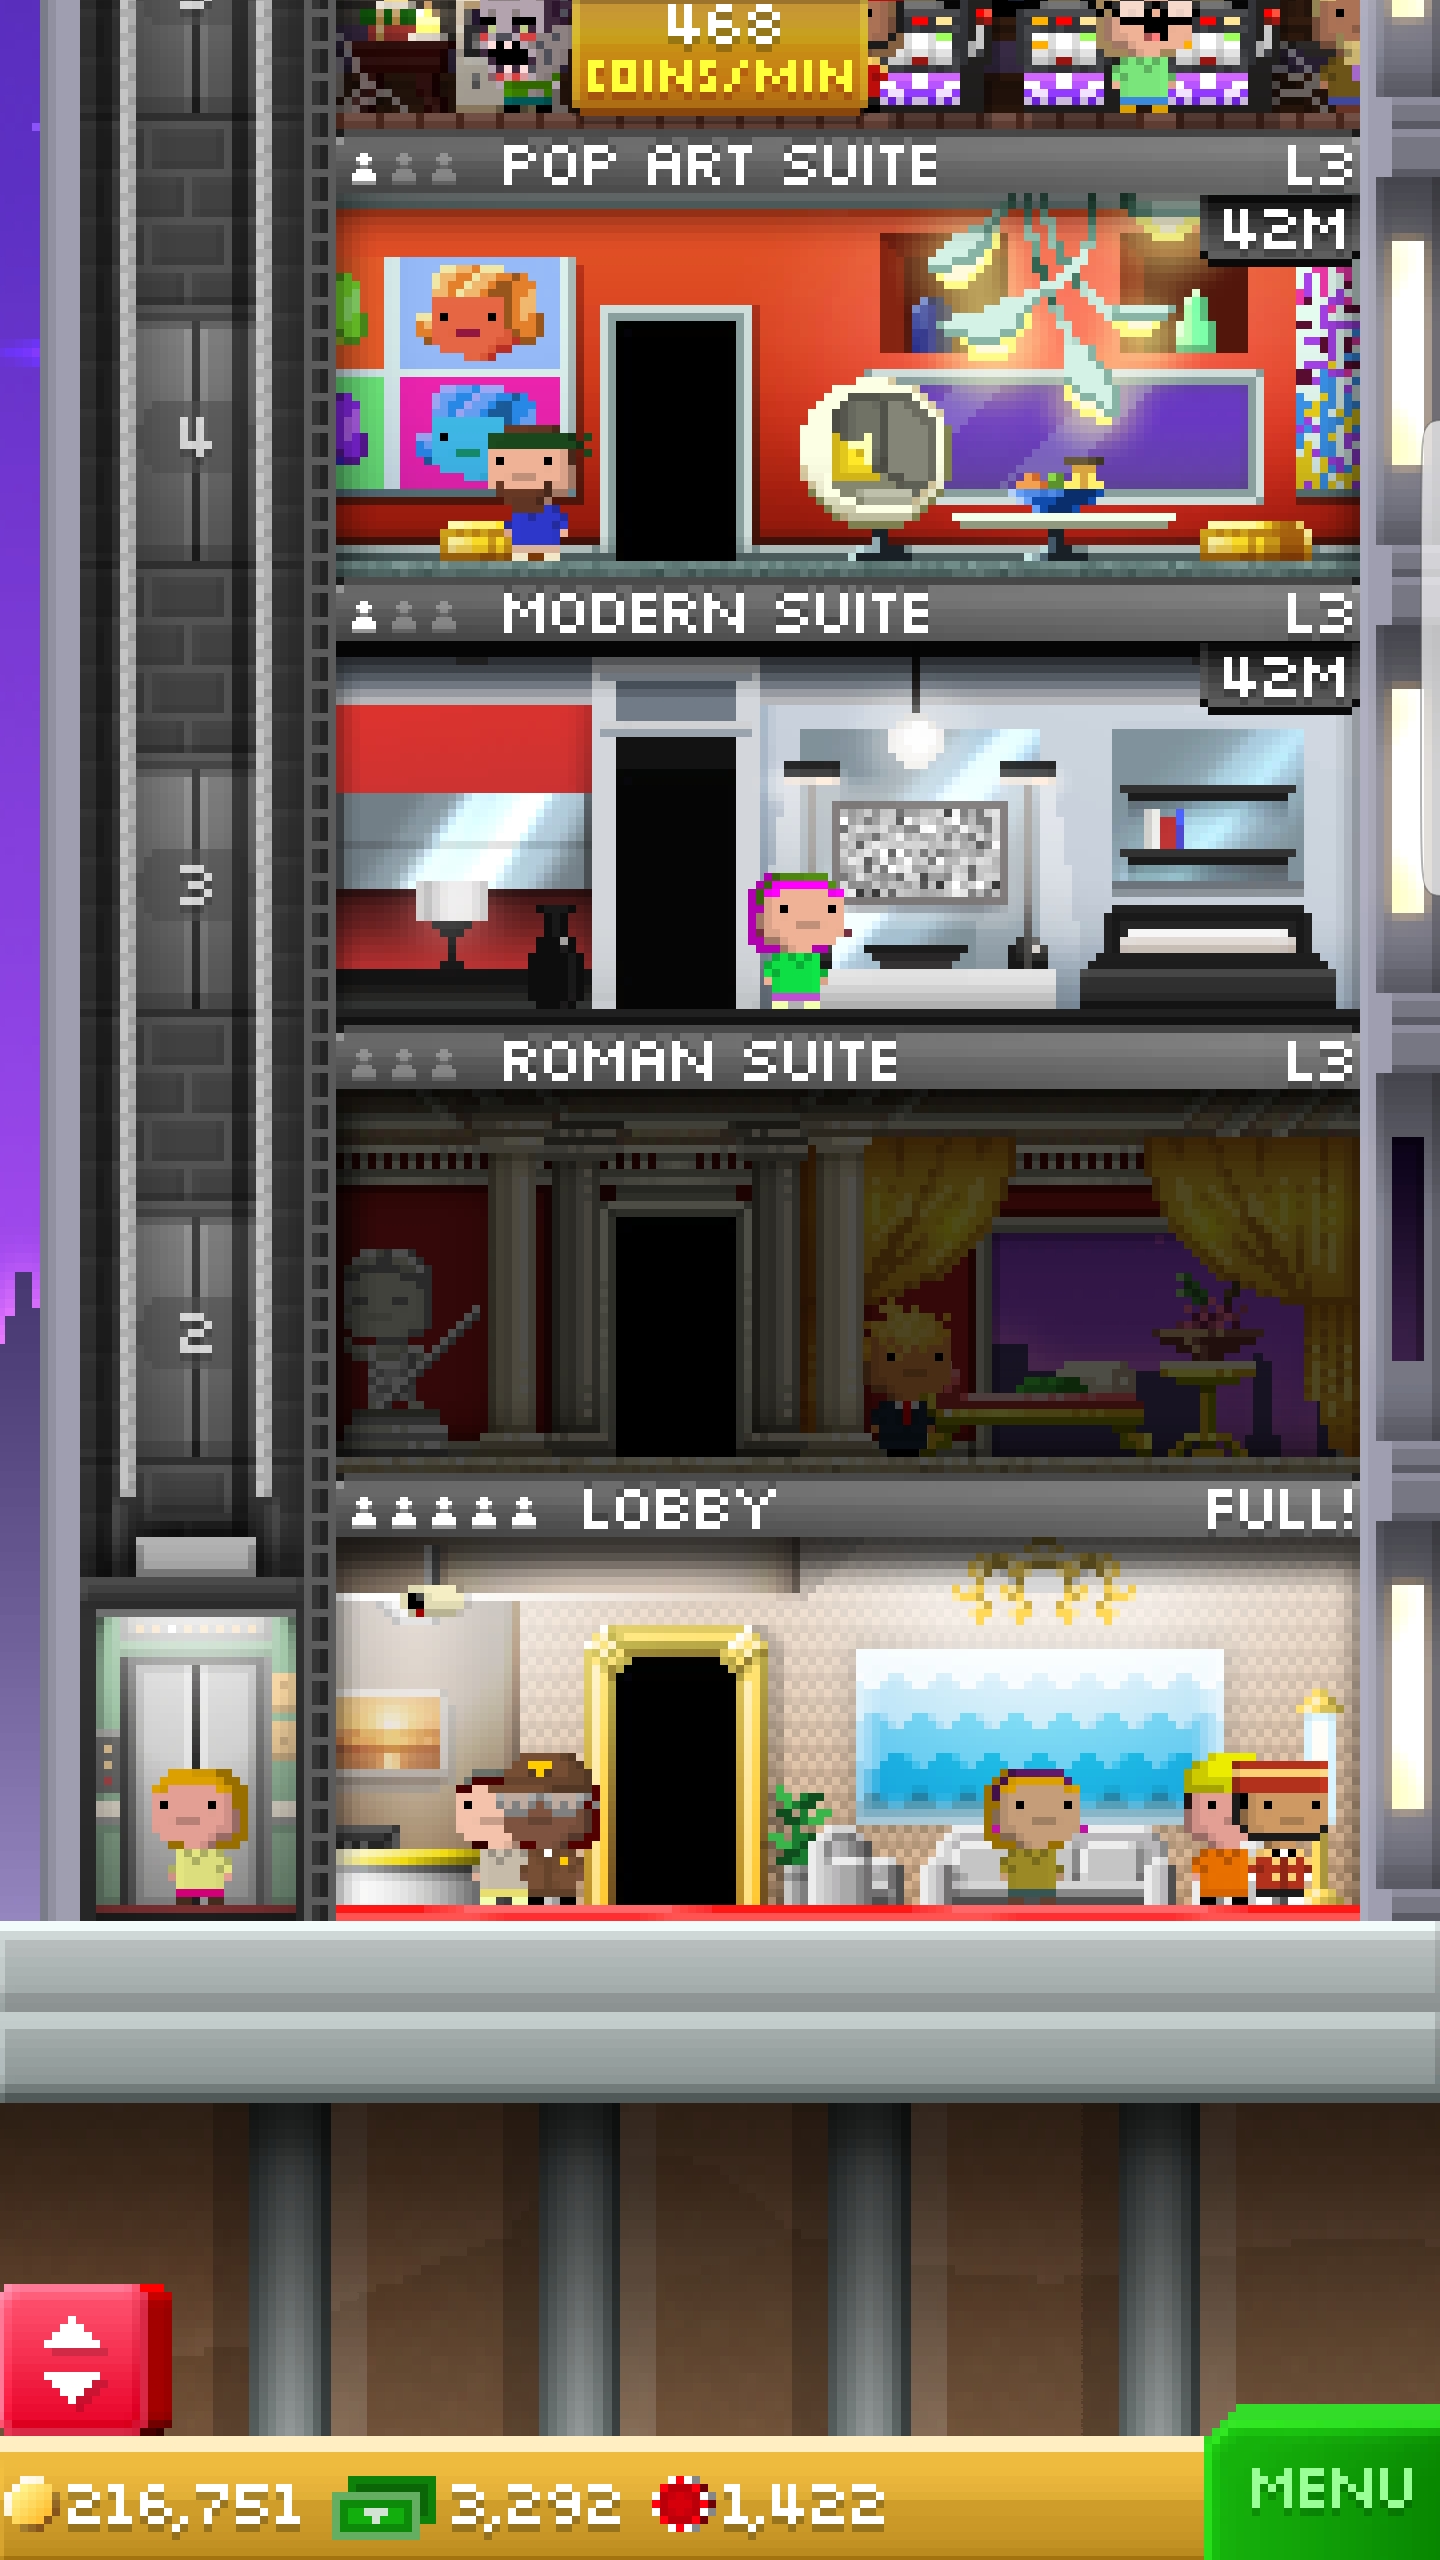 468
COINS/MIN
POP ART SUITE L3
42M
4
MODERN SUITE L3
42M
3
ROMAN SUITE L3
2
LOBBY FULL!
216,751 3,292 1,422
MENU